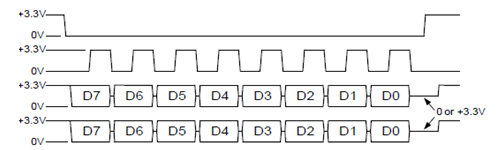 +3.3V
0V
+3.3V
0V
+3.3V
D7 D6 D5 D4 D3 D2 D1 D0
0V
0 or +3.3V
+3.3V
D7 D6 D5 D4 D3 D2 D1 D0
0V